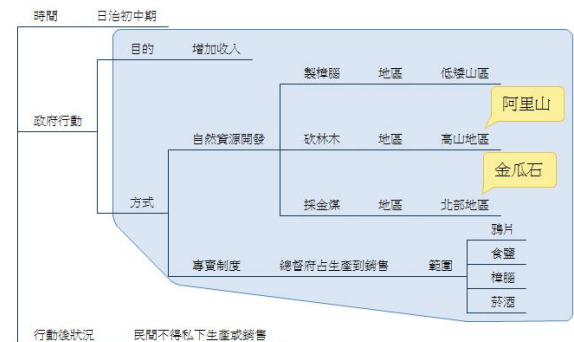 時間 日治初中期
政府行動
目的 增加收入
方式
自然資源開發
製樟腦 地區 低矮山區
阿里山
砍林木 地區 高山地區
金瓜石
採金煤 地區 北部地區
專賣制度 總督府占生產到銷售 範圍
鴉片
食鹽
樟腦
菸酒
行動後狀況 民間不得私下生產或銷售